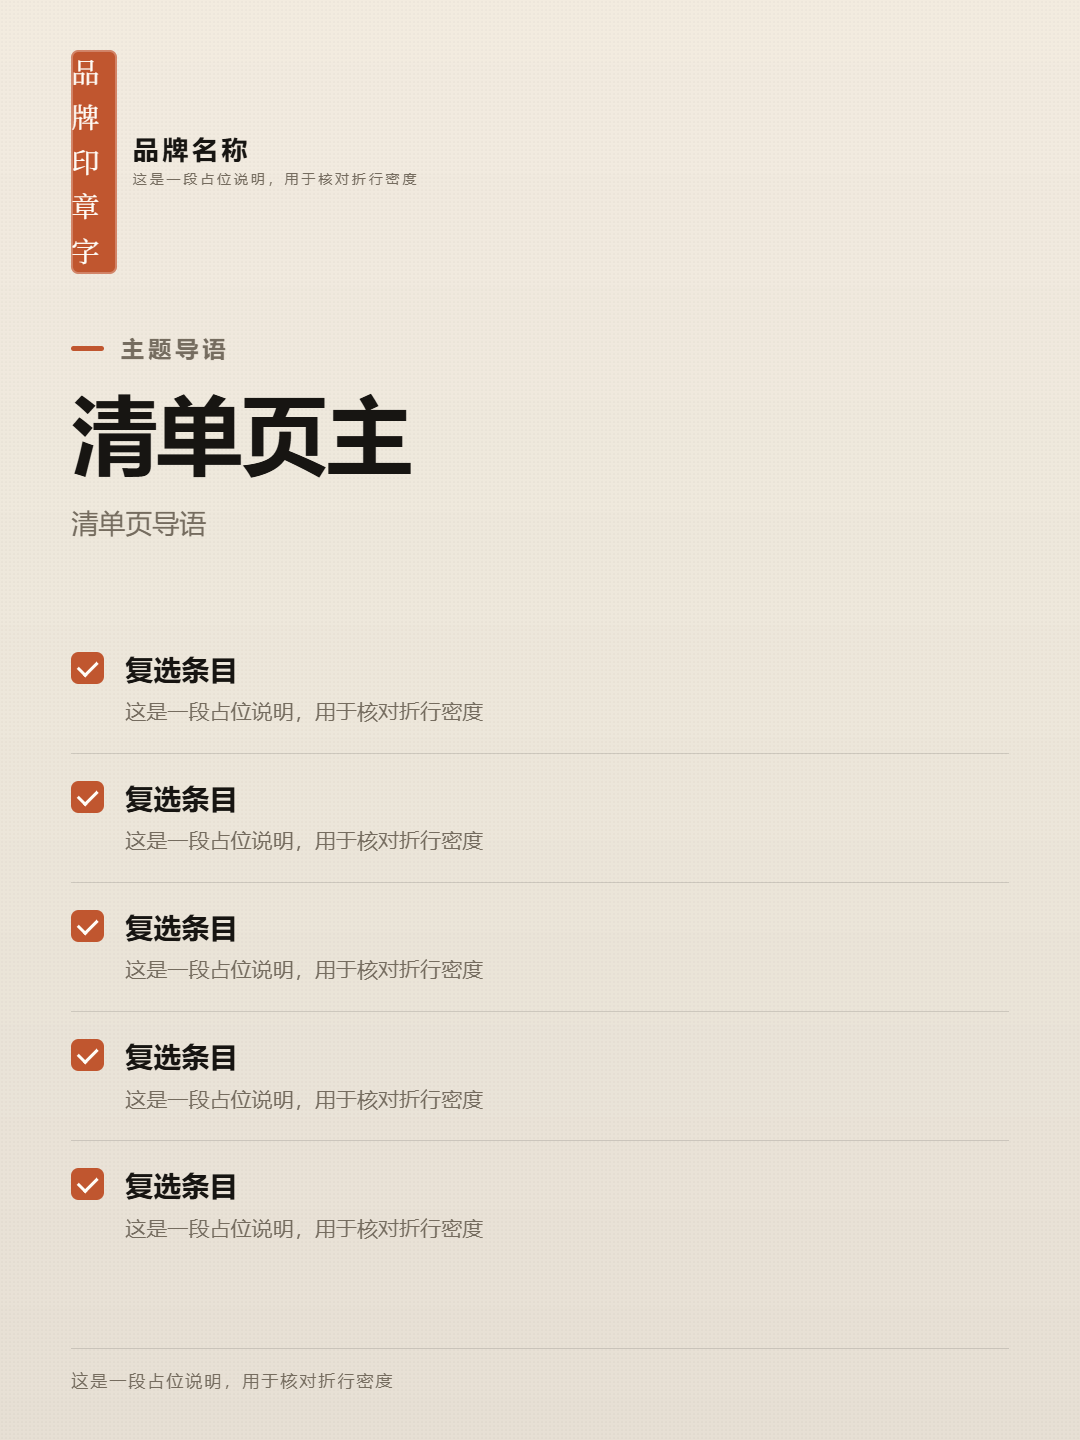 品牌印章字
品牌名称
这是一段占位说明，用于核对折行密度
主题导语
清单页主
清单页导语
复选条目
这是一段占位说明，用于核对折行密度
复选条目
这是一段占位说明，用于核对折行密度
复选条目
这是一段占位说明，用于核对折行密度
复选条目
这是一段占位说明，用于核对折行密度
复选条目
这是一段占位说明，用于核对折行密度
这是一段占位说明，用于核对折行密度